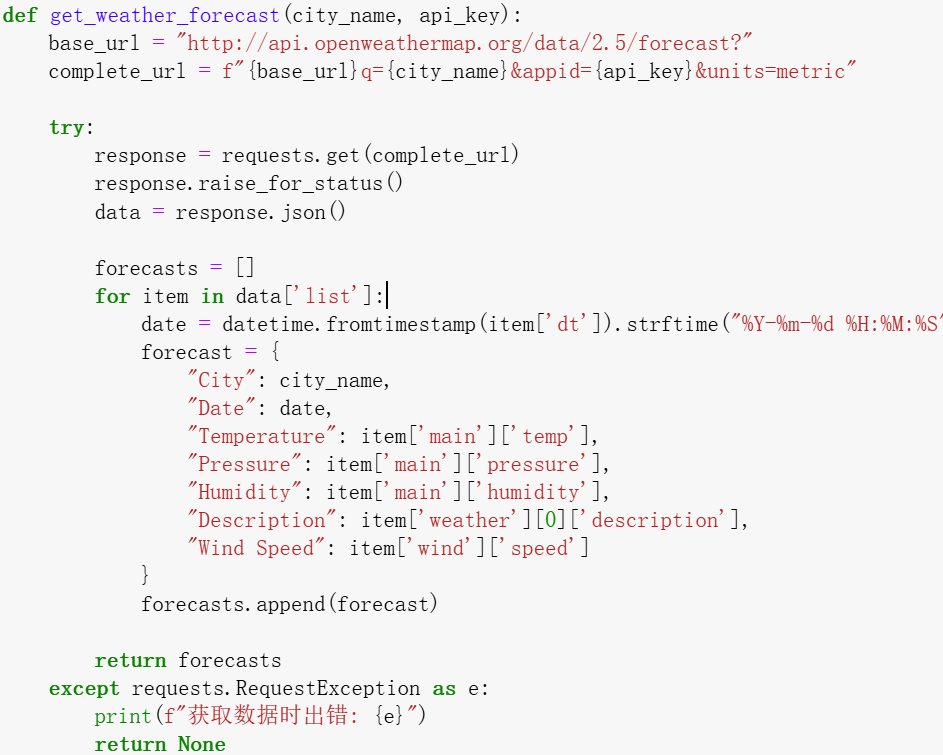 def get_weather_forecast(city_name, api_key):
    base_url = "http://api.openweathermap.org/data/2.5/forecast?"
    complete_url = f"{base_url}q={city_name}&appid={api_key}&units=metric"

    try:
        response = requests.get(complete_url)
        response.raise_for_status()
        data = response.json()

        forecasts = []
        for item in data['list']:
            date = datetime.fromtimestamp(item['dt']).strftime("%Y-%m-%d %H:%M:%S"
            forecast = {
                "City": city_name,
                "Date": date,
                "Temperature": item['main']['temp'],
                "Pressure": item['main']['pressure'],
                "Humidity": item['main']['humidity'],
                "Description": item['weather'][0]['description'],
                "Wind Speed": item['wind']['speed']
            }
            forecasts.append(forecast)

        return forecasts
    except requests.RequestException as e:
        print(f"获取数据时出错: {e}")
        return None